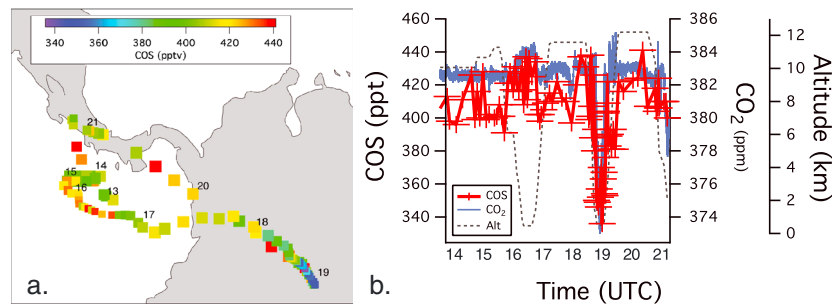 340 360 380 400 420 440
COS (pptv)
21
15 14
16 13
20
17
18
19
a.
460
440
420
400
380
360
340
COS (ppt)
386
384
382
380
378
376
374
CO2 (ppm)
12
10
8
6
4
2
0
Altitude (km)
COS
CO2
Alt
14 15 16 17 18 19 20 21
Time (UTC)
b.